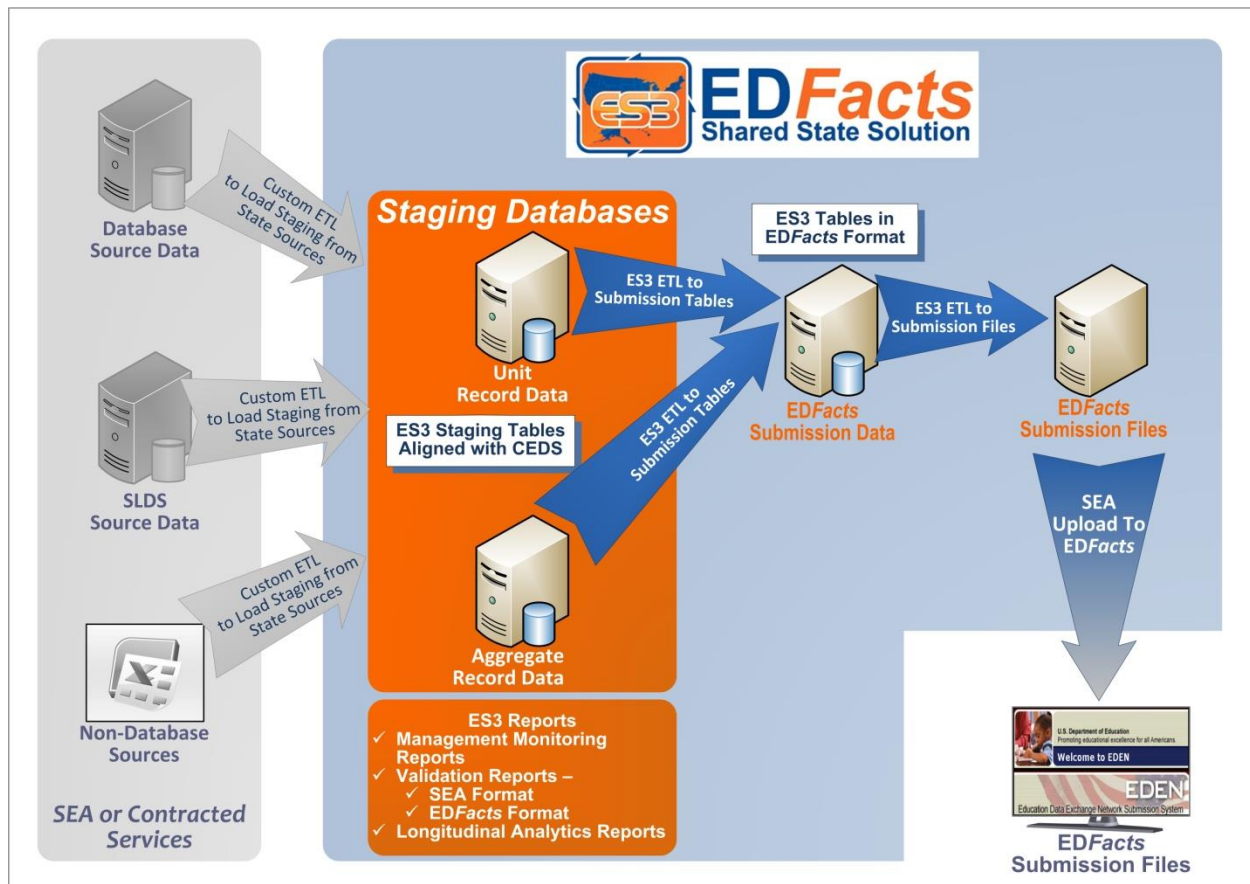 ES3
EDFacts
Shared State Solution
Database
Source Data
Custom ETL
to Load Staging from
State Sources
SLDS
Source Data
Custom ETL
to Load Staging from
State Sources
Non-Database
Sources
Custom ETL
to Load Staging from
State Sources
SEA or Contracted
Services
Staging Databases
Unit
Record Data
ES3 Staging Tables
Aligned with CEDS
Aggregate
Record Data
ES3 Reports
✓ Management Monitoring
Reports
✓ Validation Reports –
✓ SEA Format
✓ EDFacts Format
✓ Longitudinal Analytics Reports
ES3 ETL to
Submission Tables
ES3 ETL to
Submission Tables
ES3 Tables in
EDFacts Format
EDFacts
Submission Data
ES3 ETL to
Submission Files
EDFacts
Submission Files
SEA
Upload To
EDFacts
U.S. Department of Education
Promoting educational excellence for all Americans.
Welcome to EDEN
EDEN
Education Data Exchange Network Submission System
EDFacts
Submission Files